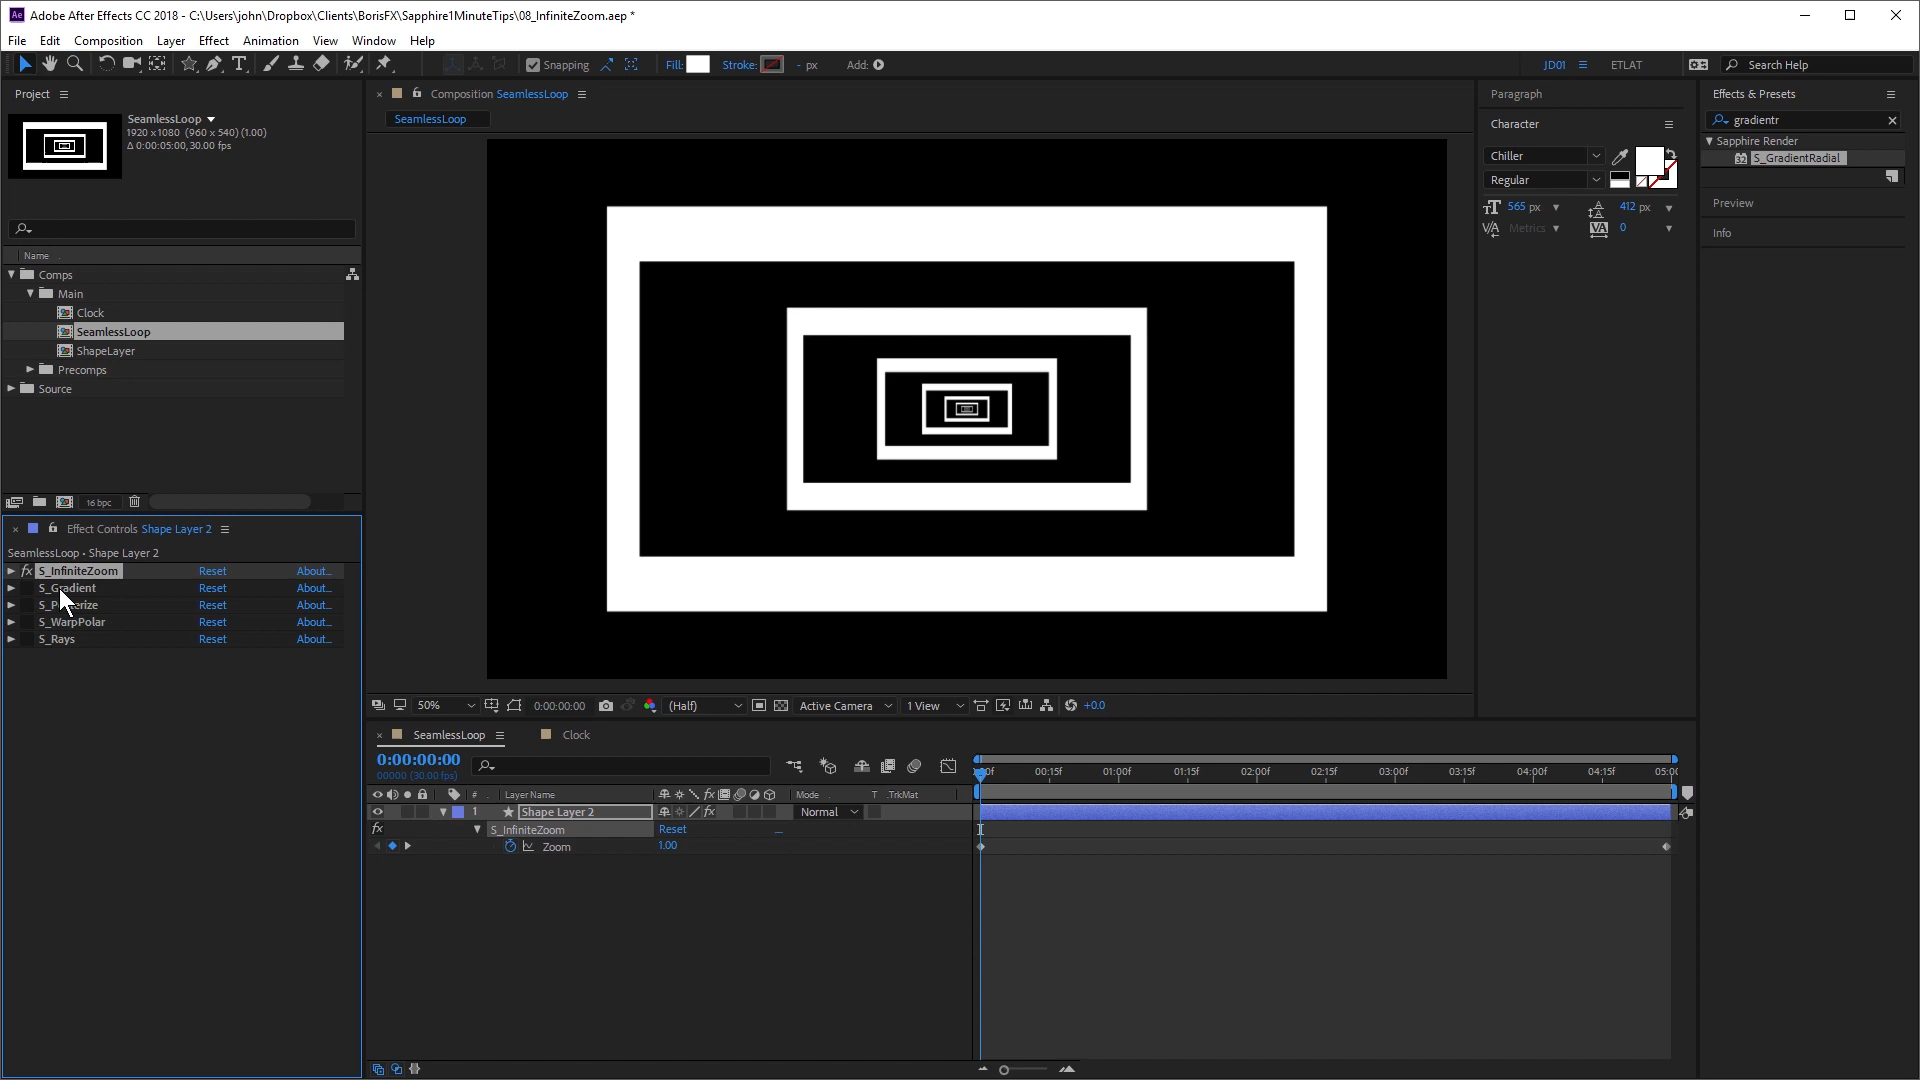 Adobe After Effects CC 2018 - C:\Users\john\Dropbox\Clients\BorisFX\Sapphire1MinuteTips\08_InfiniteZoom.aep *
File Edit Composition Layer Effect Animation View Window Help
Snapping Fill: Stroke: - px Add: JD01 ETLAT Search Help
Project
SeamlessLoop
1920 x 1080 (960 x 540) (1.00)
Δ 0:00:05:00, 30.00 fps
Name
Comps
Main
Clock
SeamlessLoop
ShapeLayer
Precomps
Source
16 bpc
Effect Controls Shape Layer 2
SeamlessLoop • Shape Layer 2
fx S_InfiniteZoom Reset About...
S_Gradient Reset About...
Reset About...
S_WarpPolar Reset About...
S_Rays Reset About...
Composition SeamlessLoop
SeamlessLoop
50% 0:00:00:00 (Half) Active Camera 1 View +0.0
SeamlessLoop Clock
0:00:00:00
00000 (30.00 fps)
# Layer Name fx Mode T .TrkMat
1 Shape Layer 2 fx Normal
fx S_InfiniteZoom Reset
Zoom 1.00
00:15f 01:00f 01:15f 02:00f 02:15f 03:00f 03:15f 04:00f 04:15f
Paragraph
Character
Chiller
Regular
565 px 412 px
Metrics 0
Effects & Presets
gradientr
Sapphire Render
32 S_GradientRadial
Preview
Info